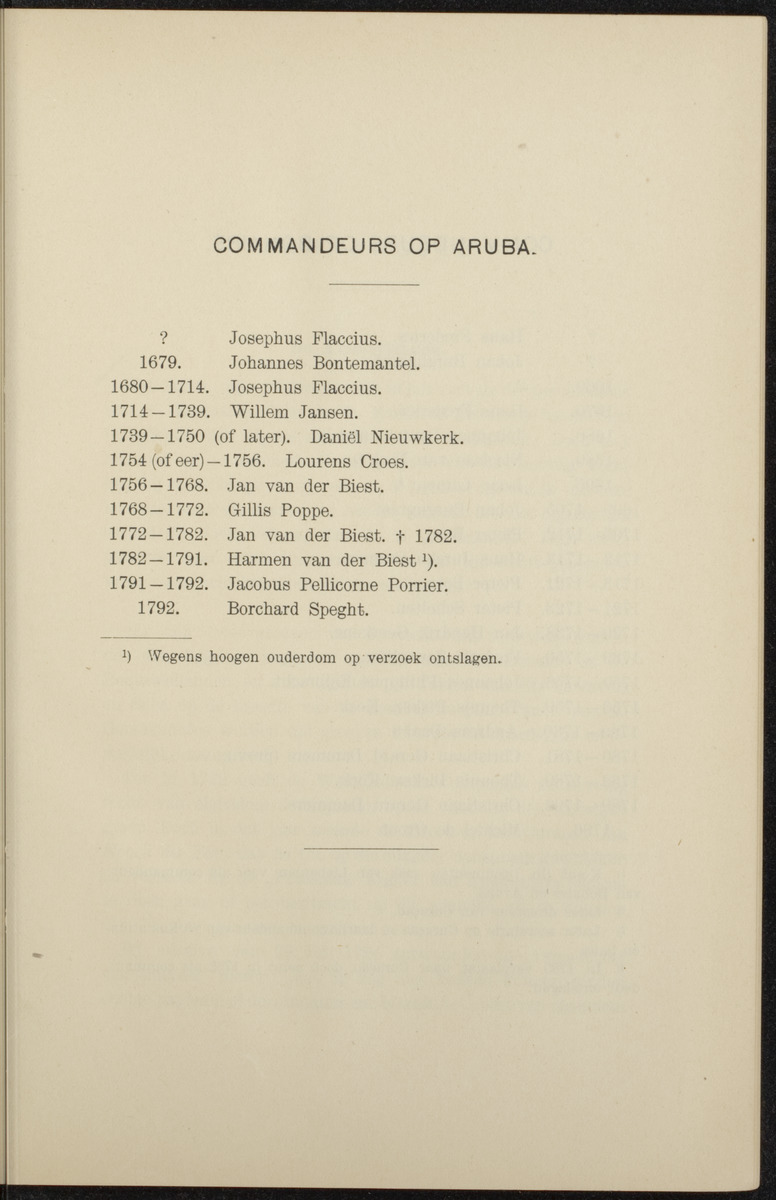 COMMANDEURS OP ARUBA.
? Josephus Flaccius.
1679. Johannes Bontemantel.
1680—1714. Josephus Flaccius.
1714—1739. Willem Jansen.
1739—1750 (of later). Daniël Nieuwkerk.
1754 (of eer)—1756. Lourens Croes.
1756—1768. Jan van der Biest.
1768—1772. Gillis Poppe.
1772—1782. Jan van der Biest. † 1782.
1782—1791. Harmen van der Biest ¹).
1791—1792. Jacobus Pellicorne Porrier.
1792. Borchard Speght.
¹) Wegens hoogen ouderdom op verzoek ontslagen.